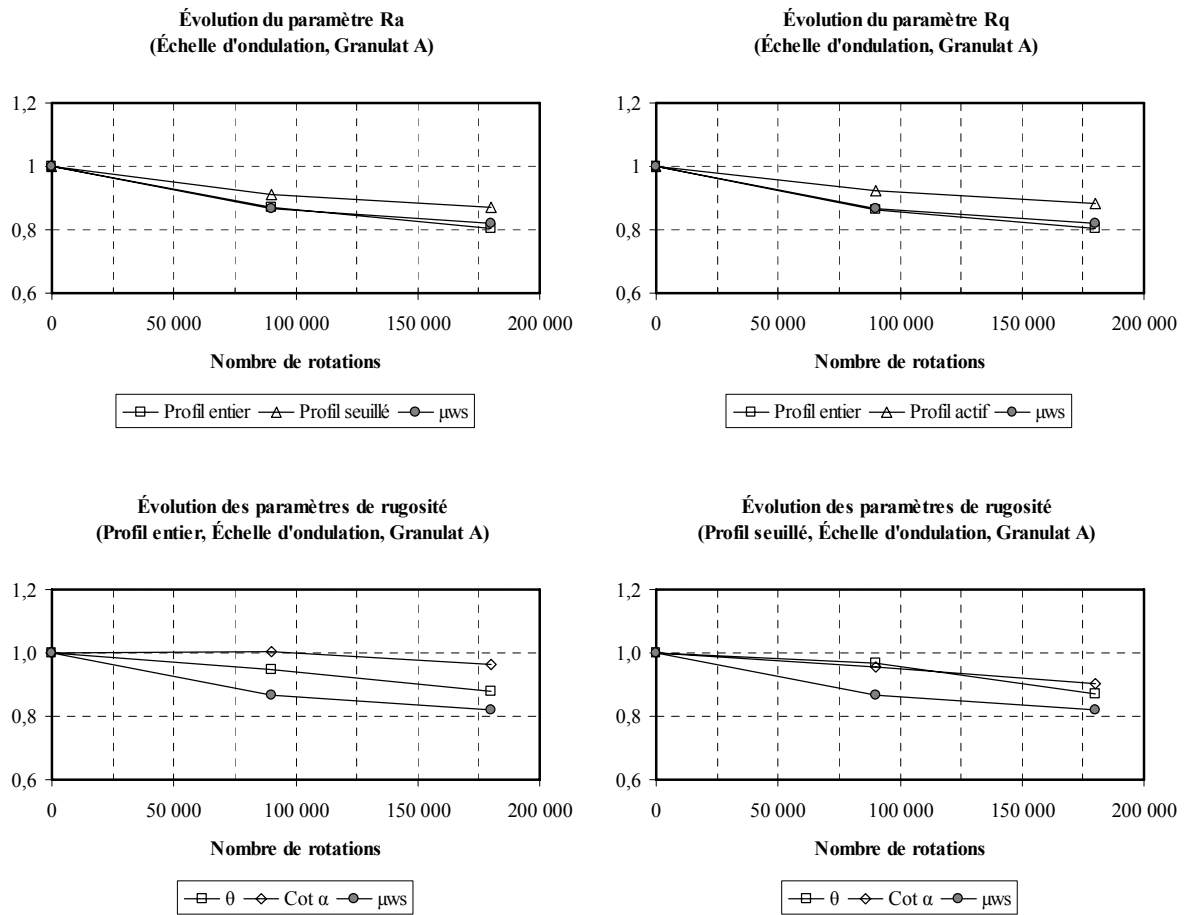 Évolution du paramètre Ra
(Échelle d'ondulation, Granulat A)
1,2
1
0,8
0,6
0
50 000
100 000
150 000
200 000
Nombre de rotations
Profil entier
Profil seuillé
μws
Évolution du paramètre Rq
(Échelle d'ondulation, Granulat A)
1,2
1
0,8
0,6
0
50 000
100 000
150 000
200 000
Nombre de rotations
Profil entier
Profil actif
μws
Évolution des paramètres de rugosité
(Profil entier, Échelle d'ondulation, Granulat A)
1,2
1,0
0,8
0,6
0
50 000
100 000
150 000
200 000
Nombre de rotations
θ
Cot α
μws
Évolution des paramètres de rugosité
(Profil seuillé, Échelle d'ondulation, Granulat A)
1,2
1,0
0,8
0,6
0
50 000
100 000
150 000
200 000
Nombre de rotations
θ
Cot α
μws